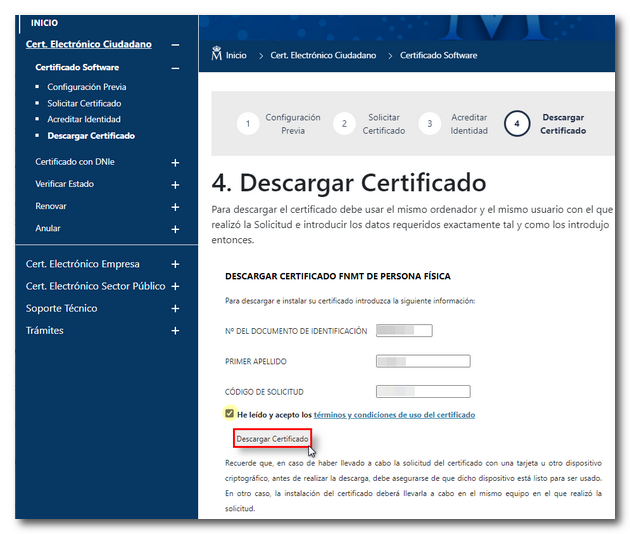 INICIO
Cert. Electrónico Ciudadano −
Certificado Software −
Configuración Previa
Solicitar Certificado
Acreditar Identidad
Descargar Certificado
Certificado con DNIe +
Verificar Estado +
Renovar +
Anular +
Cert. Electrónico Empresa +
Cert. Electrónico Sector Público +
Soporte Técnico +
Trámites +
M
Inicio > Cert. Electrónico Ciudadano > Certificado Software
1 Configuración Previa
2 Solicitar Certificado
3 Acreditar Identidad
4 Descargar Certificado
4. Descargar Certificado
Para descargar el certificado debe usar el mismo ordenador y el mismo usuario con el que
realizó la Solicitud e introducir los datos requeridos exactamente tal y como los introdujo
entonces.
DESCARGAR CERTIFICADO FNMT DE PERSONA FÍSICA
Para descargar e instalar su certificado introduzca la siguiente información:
Nº DEL DOCUMENTO DE IDENTIFICACIÓN
PRIMER APELLIDO
CÓDIGO DE SOLICITUD
He leído y acepto los términos y condiciones de uso del certificado
Descargar Certificado
Recuerde que, en caso de haber llevado a cabo la solicitud del certificado con una tarjeta u otro dispositivo
criptográfico, antes de realizar la descarga, debe asegurarse de que dicho dispositivo está listo para ser usado.
En otro caso, la instalación del certificado deberá llevarla a cabo en el mismo equipo en el que realizó la
solicitud.